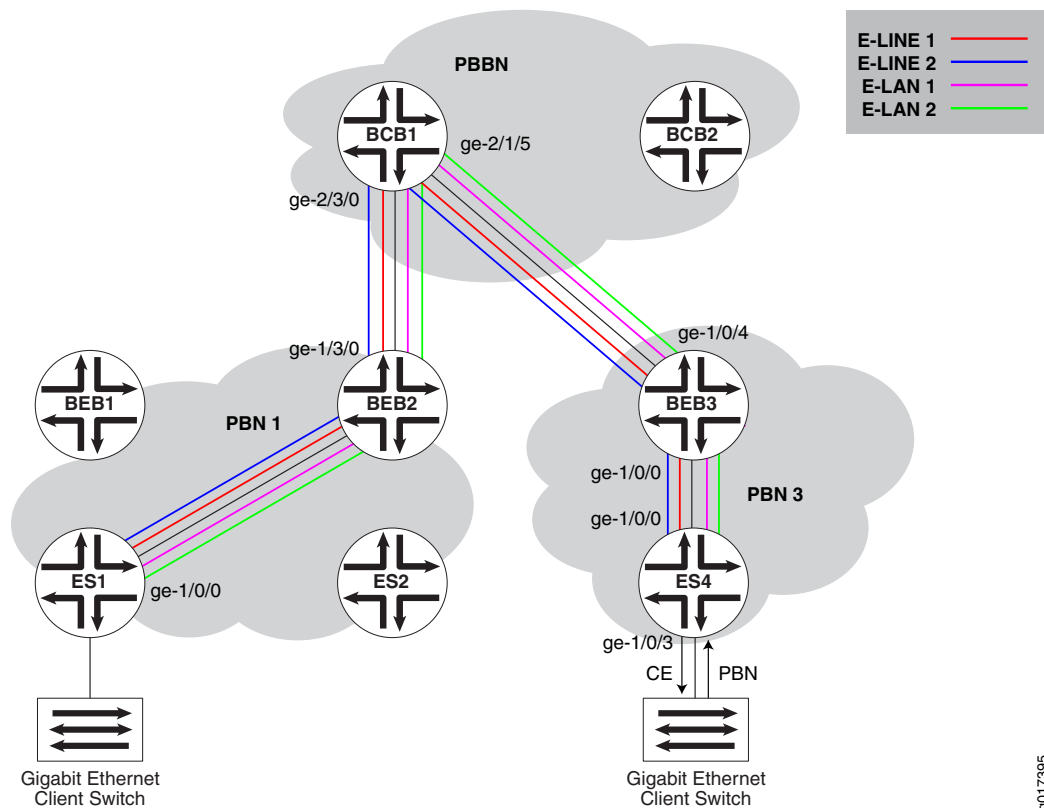 PBBN
E-LINE 1
E-LINE 2
E-LAN 1
E-LAN 2
BCB1
BCB2
ge-2/1/5
ge-2/3/0
ge-1/3/0
ge-1/0/4
BEB1
PBN 1
BEB2
BEB3
ge-1/0/0
PBN 3
ge-1/0/0
ES1
ES2
ES4
ge-1/0/0
ge-1/0/3
CE
PBN
Gigabit Ethernet
Client Switch
Gigabit Ethernet
Client Switch
g017395